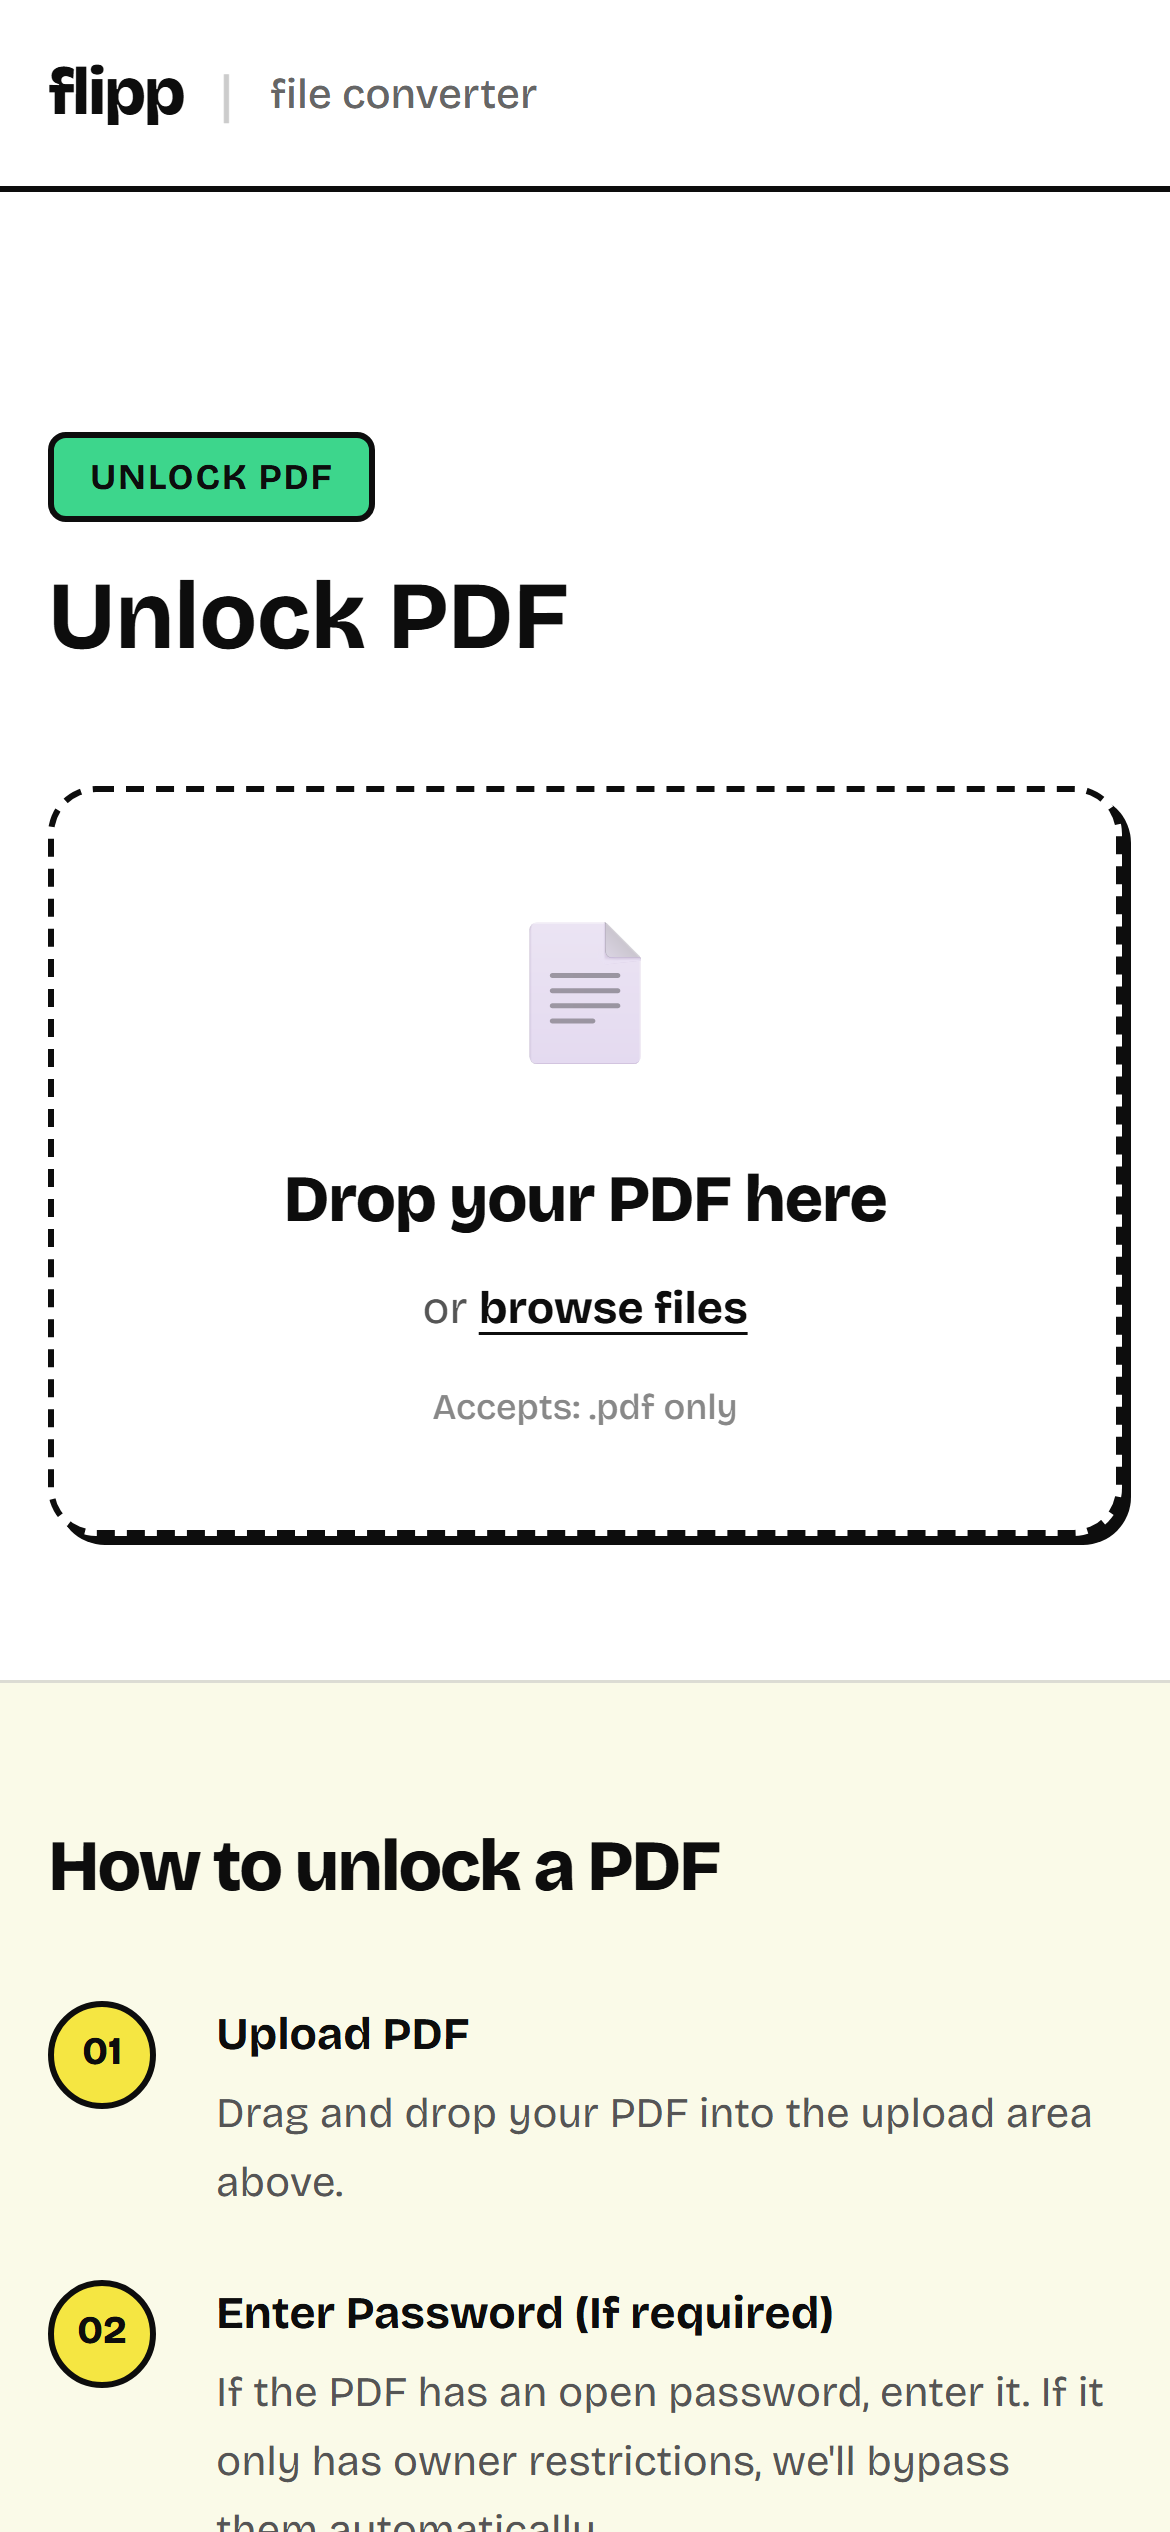 flipp | file converter
UNLOCK PDF
Unlock PDF
Drop your PDF here
or browse files
Accepts: .pdf only
How to unlock a PDF
01
Upload PDF
Drag and drop your PDF into the upload area
above.
02
Enter Password (If required)
If the PDF has an open password, enter it. If it
only has owner restrictions, we'll bypass
them automatically.